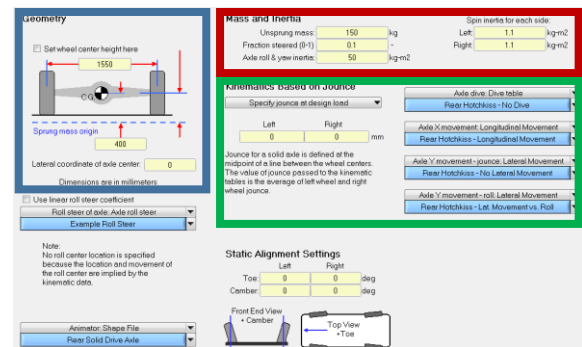 Geometry
Set wheel center height here
1550
CG
Sprung mass origin
400
Lateral coordinate of axle center: 0
Dimensions are in millimeters
Use linear roll steer coefficient
Roll steer of axle: Axle roll steer
Example Roll Steer
Note:
No roll center location is specified
because the location and movement of
the roll center are implied by the
kinematic data.
Animator: Shape File
Rear Solid Drive Axle
Mass and Inertia
Spin inertia for each side:
Unsprung mass: 150 kg
Left: 1.1 kg-m2
Fraction steered (0-1) 0.1 -
Right: 1.1 kg-m2
Axle roll & yaw inertia: 50 kg-m2
Kinematics Based on Jounce
Specify jounce at design load
Left Right
0 0 mm
Jounce for a solid axle is defined at the
midpoint of a line between the wheel centers.
The value of jounce passed to the kinematic
tables is the average of left wheel and right
wheel jounce.
Axle dive: Dive table
Rear Hotchkiss - No Dive
Axle X movement: Longitudinal Movement
Rear Hotchkiss - Longitudinal Movement
Axle Y movement - jounce: Lateral Movement
Rear Hotchkiss - No Lateral Movement
Axle Y movement - roll: Lateral Movement
Rear Hotchkiss - Lat. Movement vs. Roll
Static Alignment Settings
Left Right
Toe: 0 0 deg
Camber: 0 0 deg
Front End View
+ Camber
Top View
+Toe